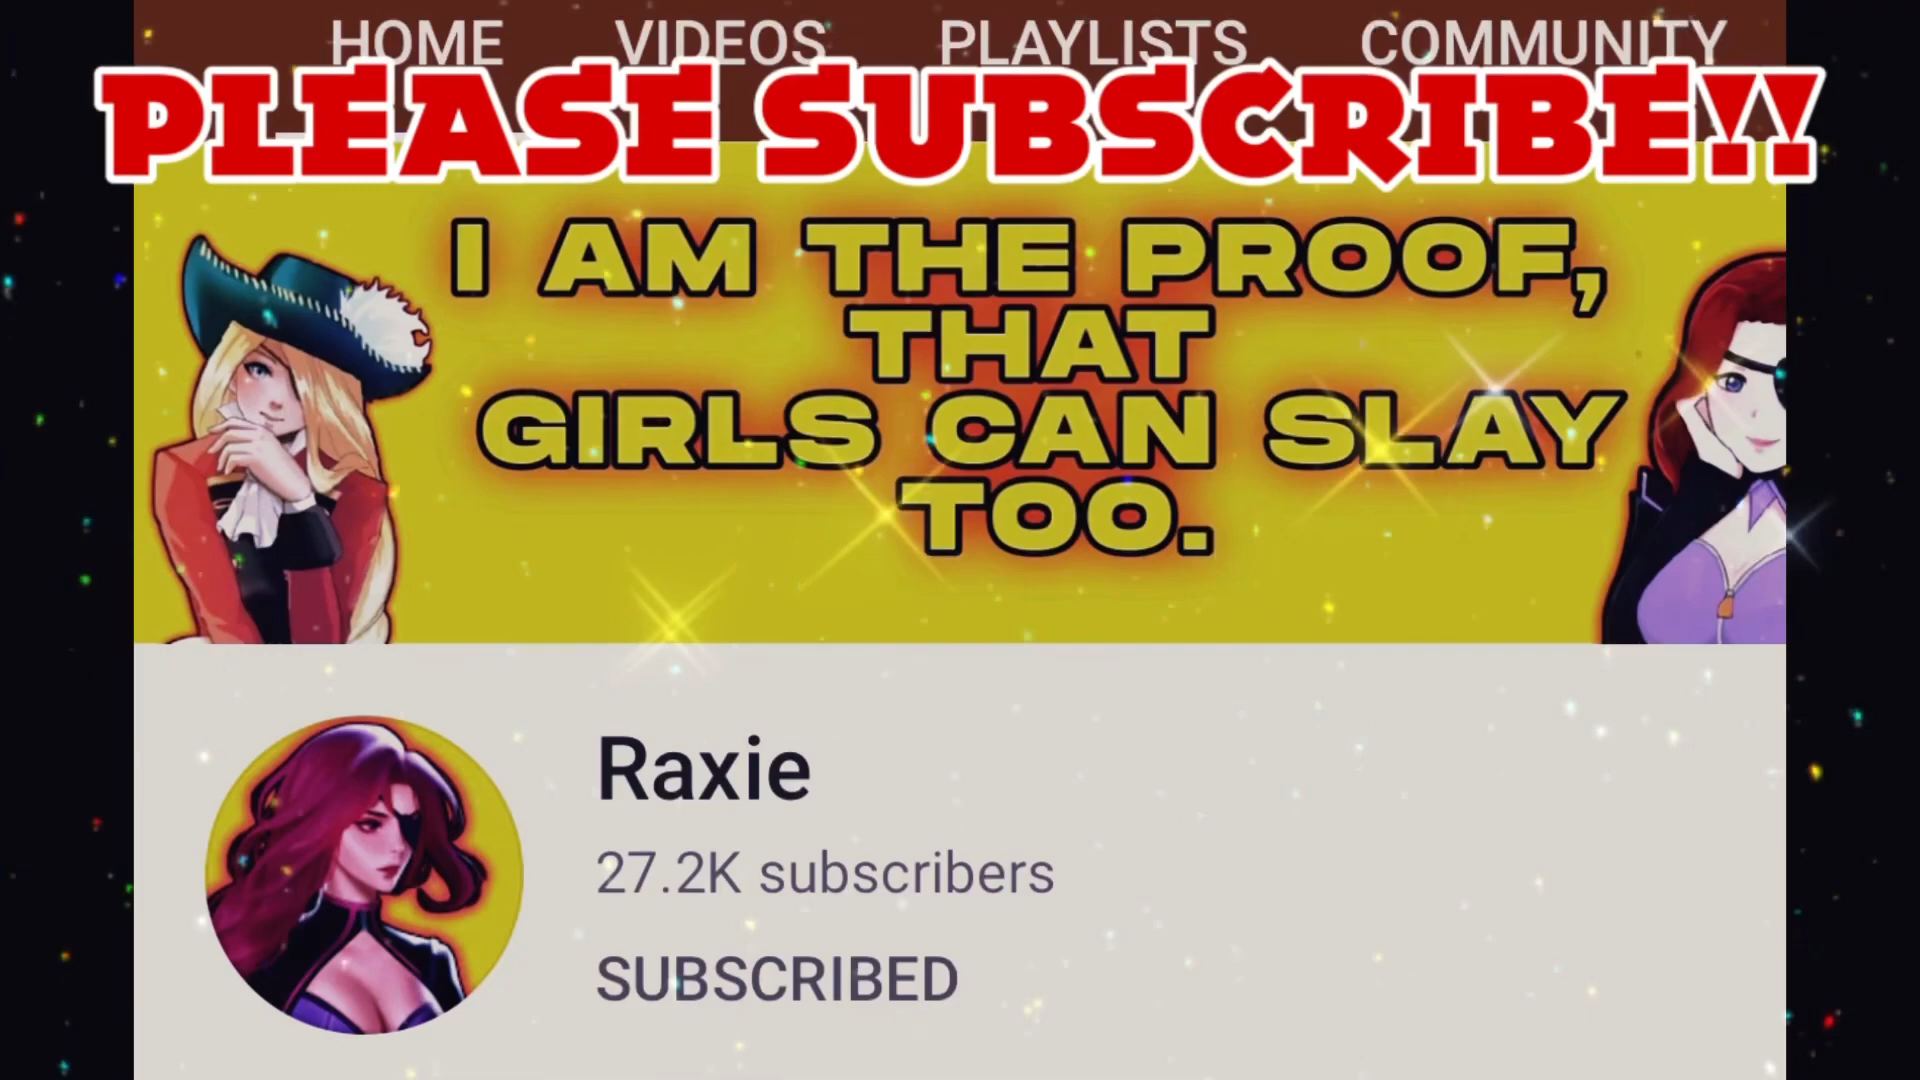 HOME VIDEOS PLAYLISTS COMMUNITY
PLEASE SUBSCRIBE!!
I AM THE PROOF,
THAT
GIRLS CAN SLAY
TOO.
Raxie
27.2K subscribers
SUBSCRIBED